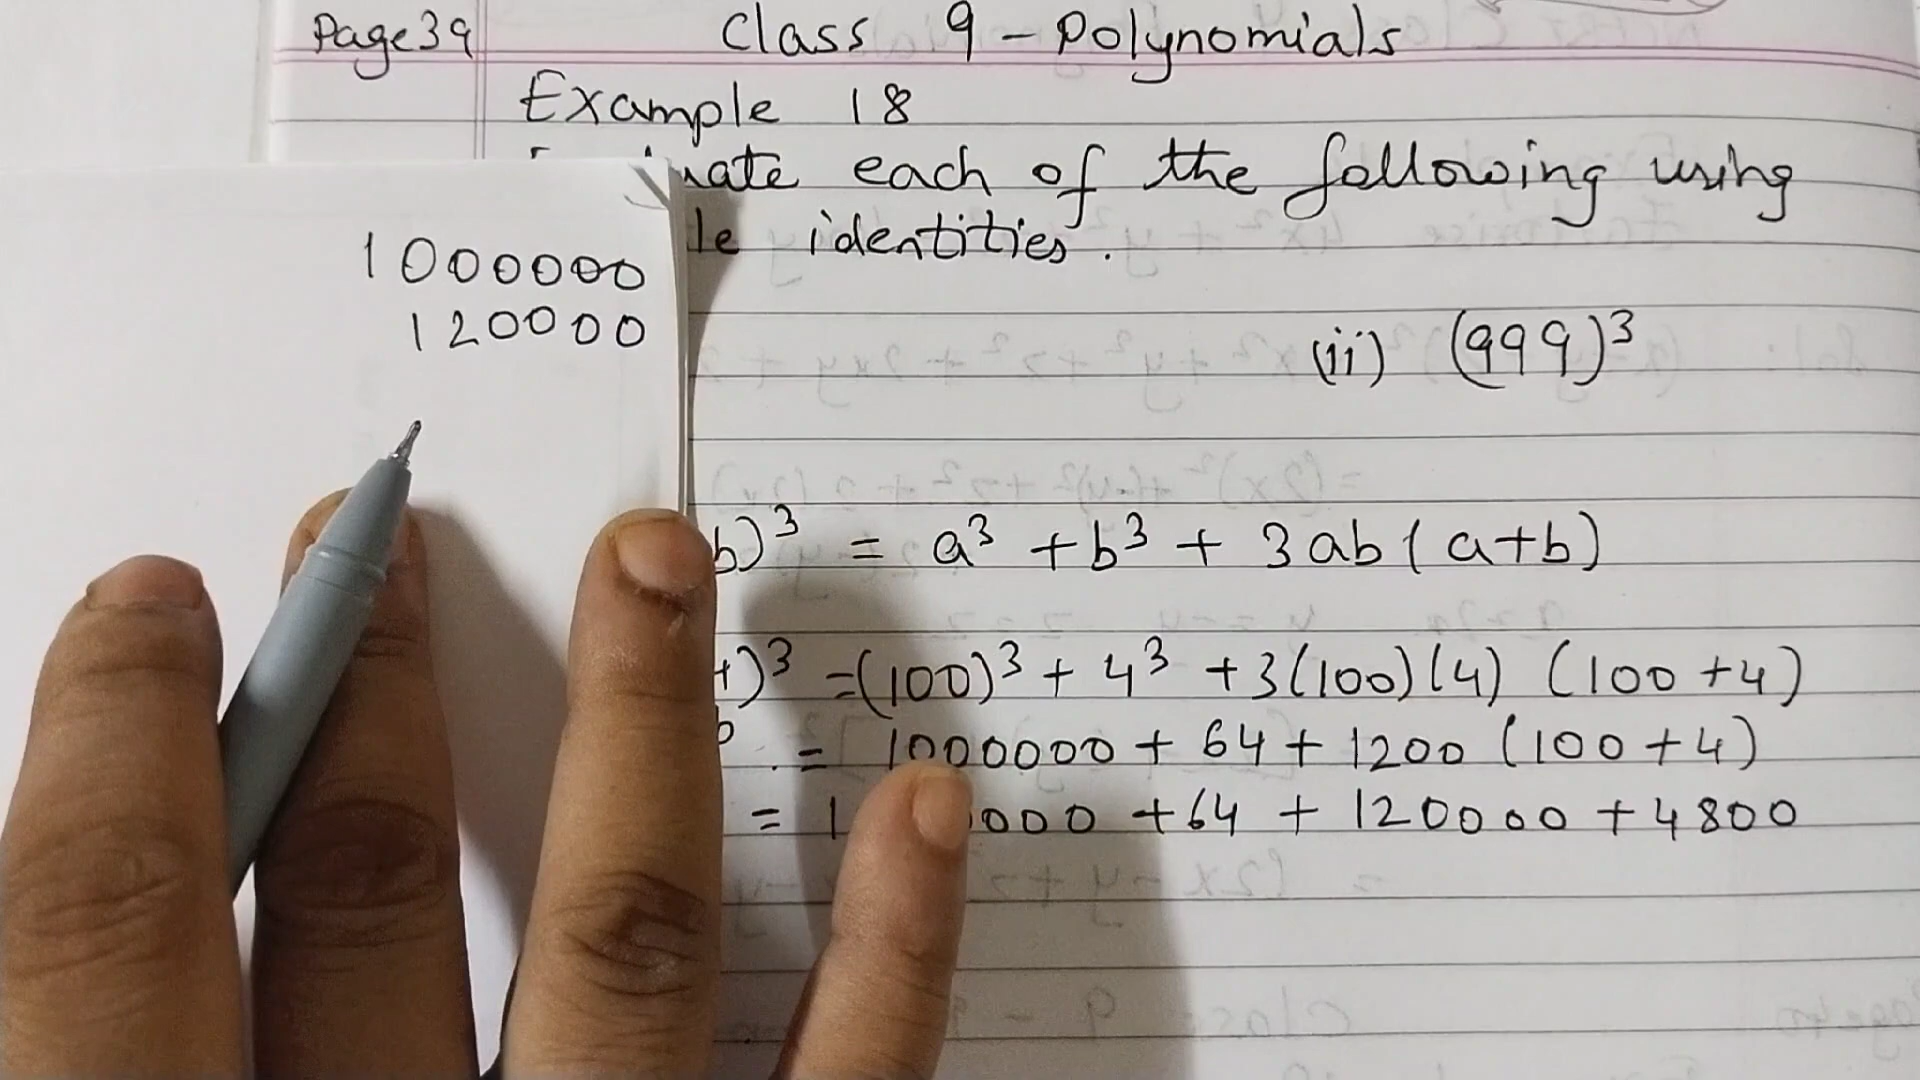 Page 39
Class 9 - Polynomials
Example 18
each of the following using
identities.
1000000
120000
(ii) (999)³
b)³ = a³ + b³ + 3ab (a+b)
)³ = (100)³ + 4³ + 3(100)(4) (100 + 4)
b = 1000000 + 64 + 1200 (100 + 4)
= 1 000 + 64 + 120000 + 4800